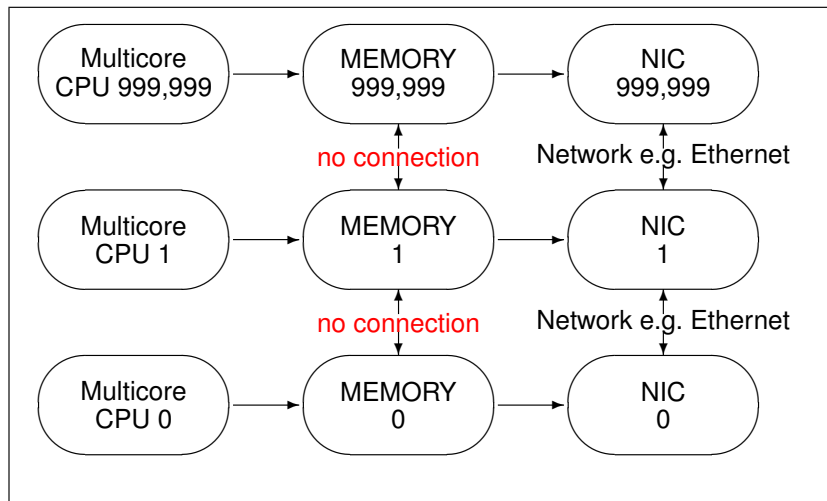 Multicore
CPU 999,999
MEMORY
999,999
NIC
999,999
no connection
Network e.g. Ethernet
Multicore
CPU 1
MEMORY
1
NIC
1
no connection
Network e.g. Ethernet
Multicore
CPU 0
MEMORY
0
NIC
0